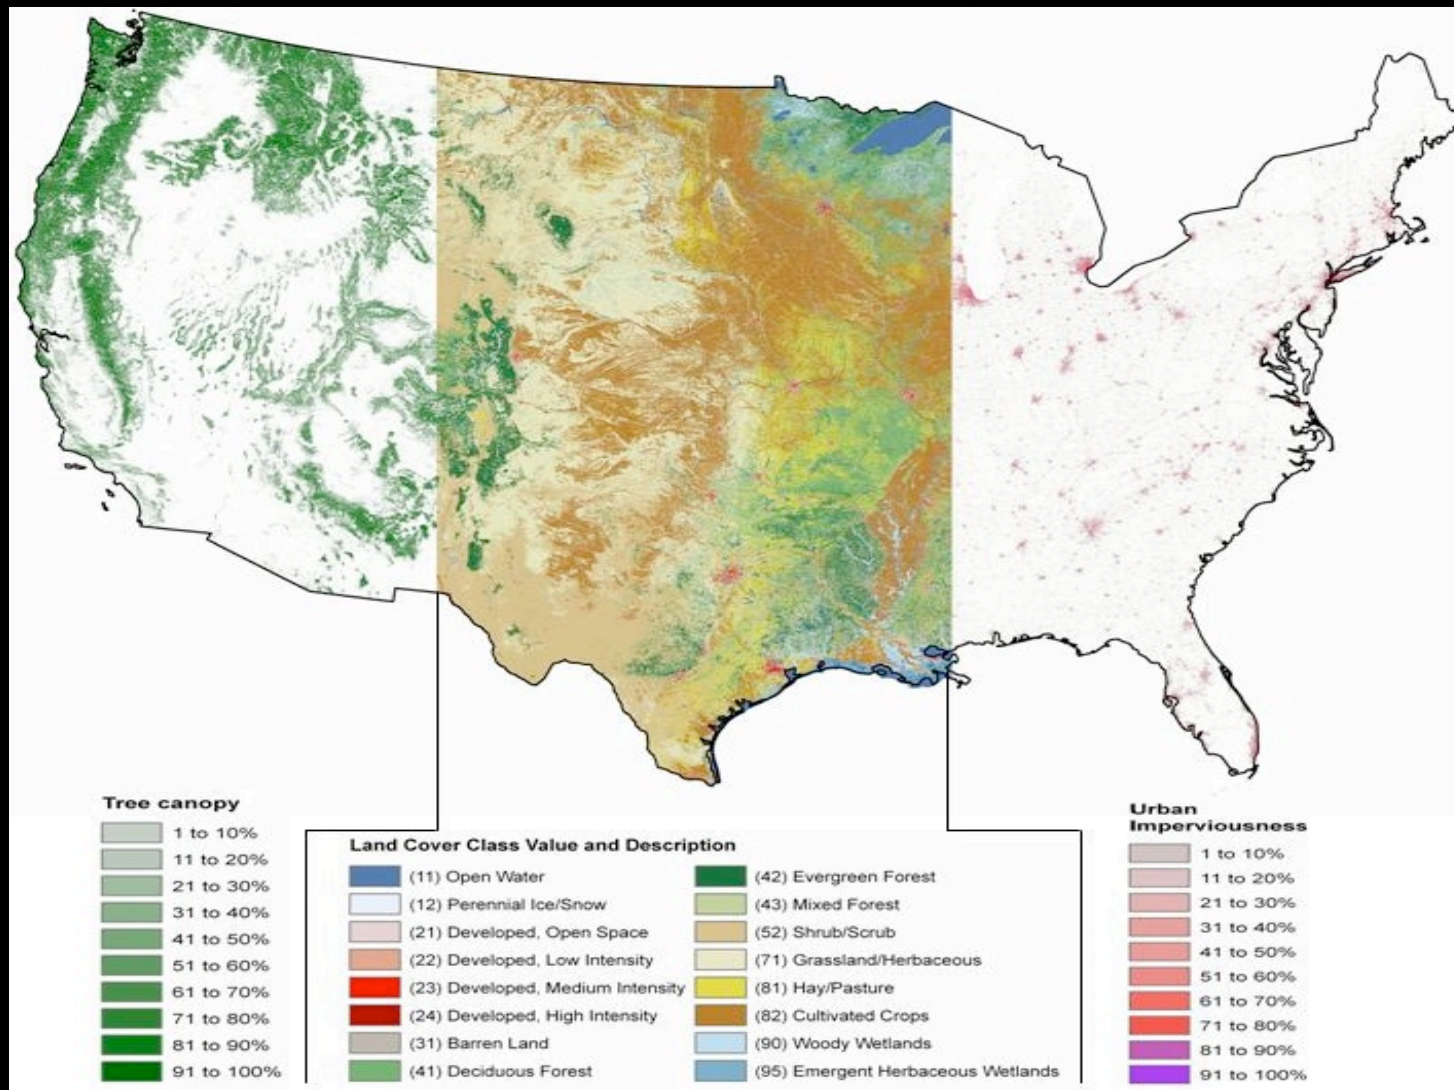 Tree canopy
1 to 10%
11 to 20%
21 to 30%
31 to 40%
41 to 50%
51 to 60%
61 to 70%
71 to 80%
81 to 90%
91 to 100%
Land Cover Class Value and Description
(11) Open Water
(12) Perennial Ice/Snow
(21) Developed, Open Space
(22) Developed, Low Intensity
(23) Developed, Medium Intensity
(24) Developed, High Intensity
(31) Barren Land
(41) Deciduous Forest
(42) Evergreen Forest
(43) Mixed Forest
(52) Shrub/Scrub
(71) Grassland/Herbaceous
(81) Hay/Pasture
(82) Cultivated Crops
(90) Woody Wetlands
(95) Emergent Herbaceous Wetlands
Urban
Imperviousness
1 to 10%
11 to 20%
21 to 30%
31 to 40%
41 to 50%
51 to 60%
61 to 70%
71 to 80%
81 to 90%
91 to 100%